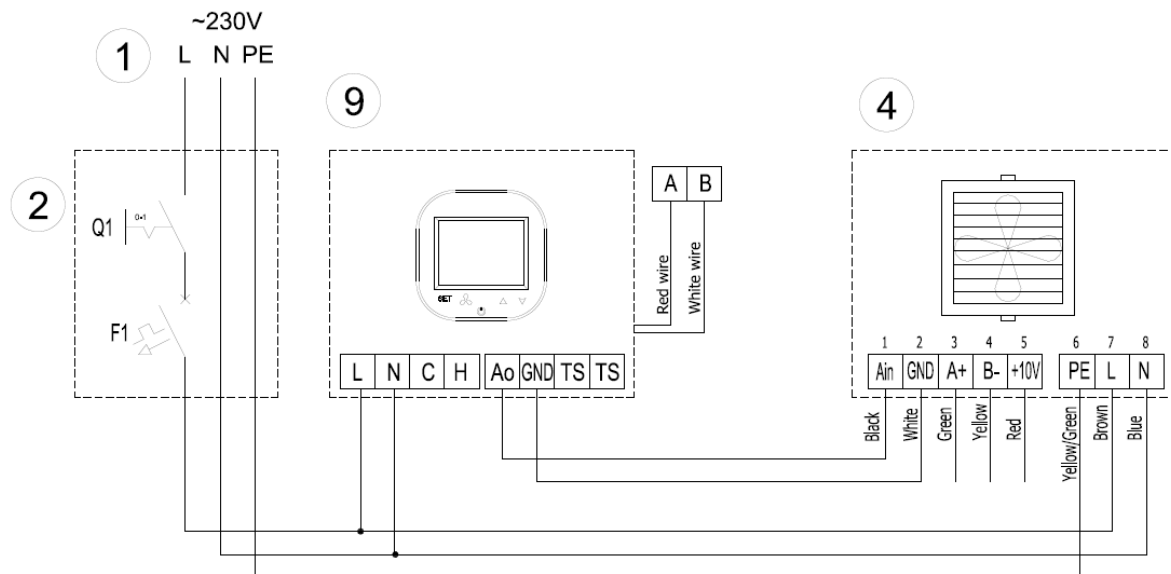 ~230V
1 L N PE
9
4
2
Q1 0-1
F1
A B
Red wire
White wire
SET
L N C H Ao GND TS TS
1 2 3 4 5 6 7 8
Ain GND A+ B- +10V PE L N
Black
White
Green
Yellow
Red
Yellow/Green
Brown
Blue